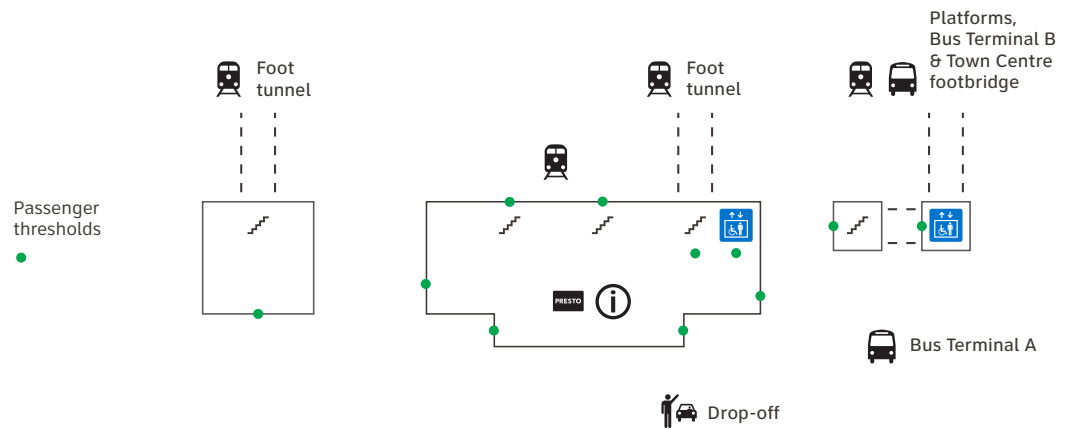 Platforms,
Bus Terminal B
& Town Centre
footbridge
Foot
tunnel
Foot
tunnel
Passenger
thresholds
PRESTO
i
Bus Terminal A
Drop-off